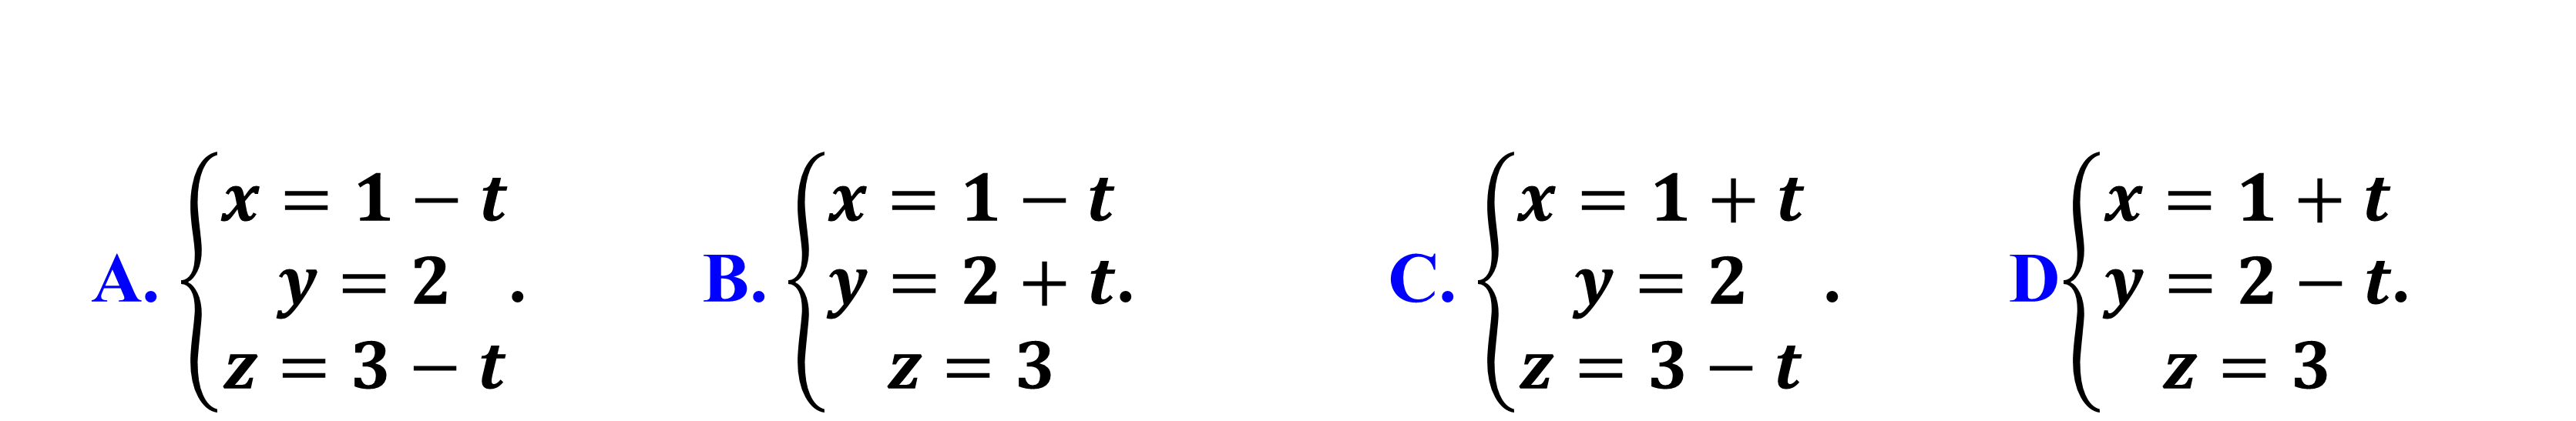 A. { x = 1 − t
y = 2 .
z = 3 − t
B. { x = 1 − t
y = 2 + t.
z = 3
C. { x = 1 + t
y = 2 .
z = 3 − t
D { x = 1 + t
y = 2 − t.
z = 3